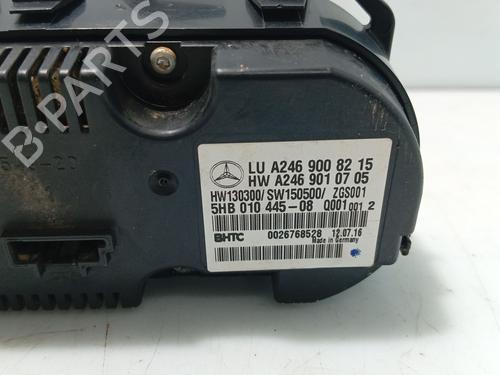 B-PARTS
LU A246 900 82 15
HW A246 901 07 05
HW130300/SW150500/ ZGS001
5HB 010 445-08 0001 001 2
BHTC 0026768528 12.07.16
Made in Germany